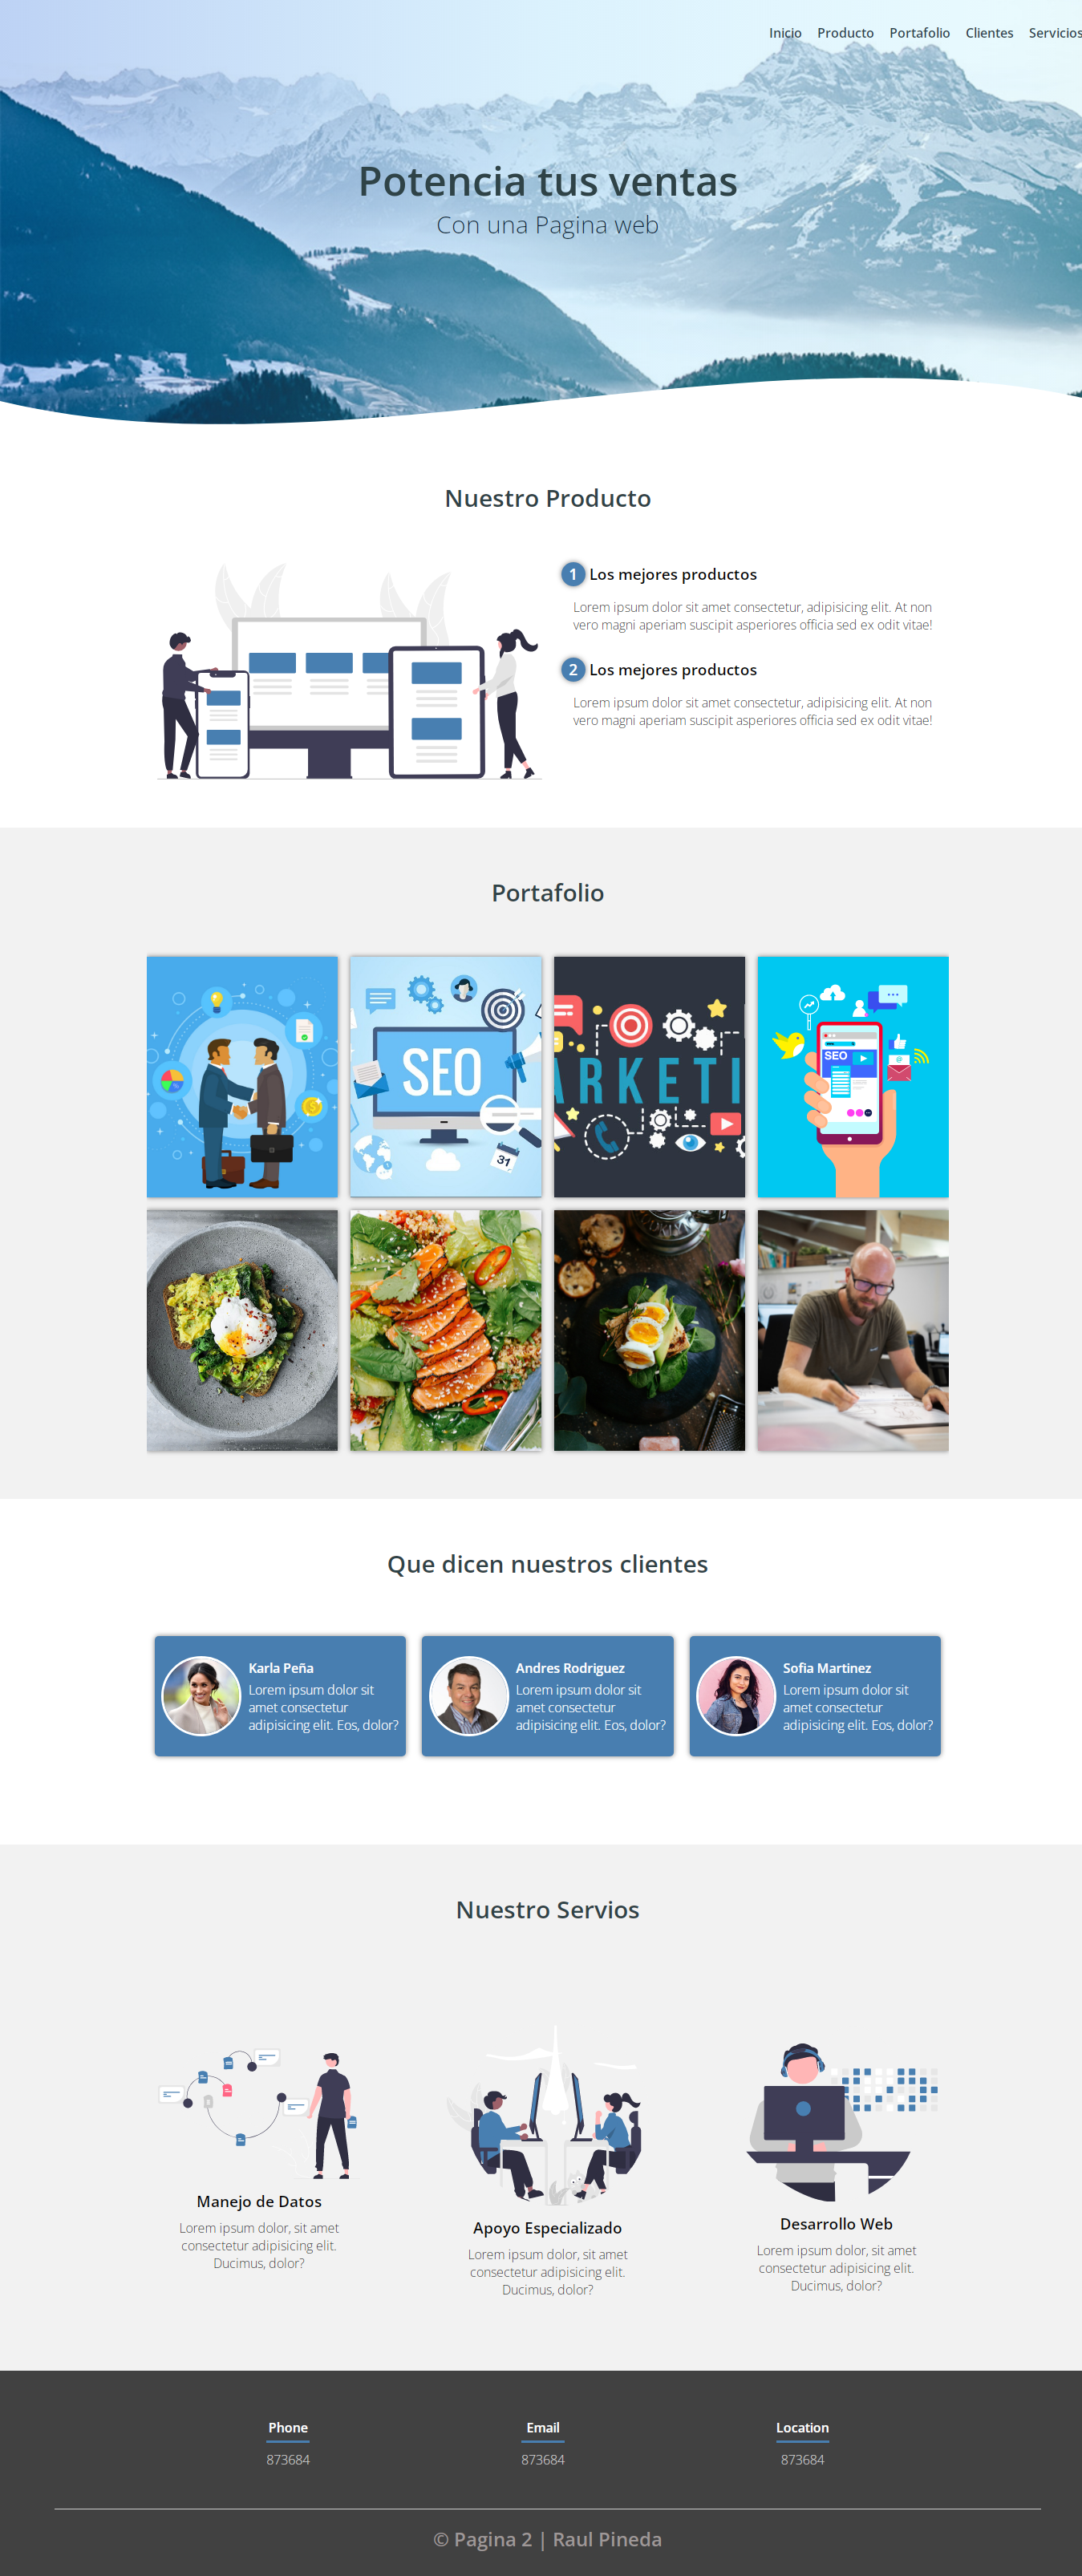 Inicio Producto Portafolio Clientes Servicios
Potencia tus ventas
Con una Pagina web
Nuestro Producto
1 Los mejores productos
Lorem ipsum dolor sit amet consectetur, adipisicing elit. At non
vero magni aperiam suscipit asperiores officia sed ex odit vitae!
2 Los mejores productos
Lorem ipsum dolor sit amet consectetur, adipisicing elit. At non
vero magni aperiam suscipit asperiores officia sed ex odit vitae!
Portafolio
SEO
31
ARKETI
SEO
Que dicen nuestros clientes
Karla Peña
Lorem ipsum dolor sit
amet consectetur
adipisicing elit. Eos, dolor?
Andres Rodriguez
Lorem ipsum dolor sit
amet consectetur
adipisicing elit. Eos, dolor?
Sofia Martinez
Lorem ipsum dolor sit
amet consectetur
adipisicing elit. Eos, dolor?
Nuestro Servios
Manejo de Datos
Lorem ipsum dolor, sit amet
consectetur adipisicing elit.
Ducimus, dolor?
Apoyo Especializado
Lorem ipsum dolor, sit amet
consectetur adipisicing elit.
Ducimus, dolor?
Desarrollo Web
Lorem ipsum dolor, sit amet
consectetur adipisicing elit.
Ducimus, dolor?
Phone
873684
Email
873684
Location
873684
© Pagina 2 | Raul Pineda